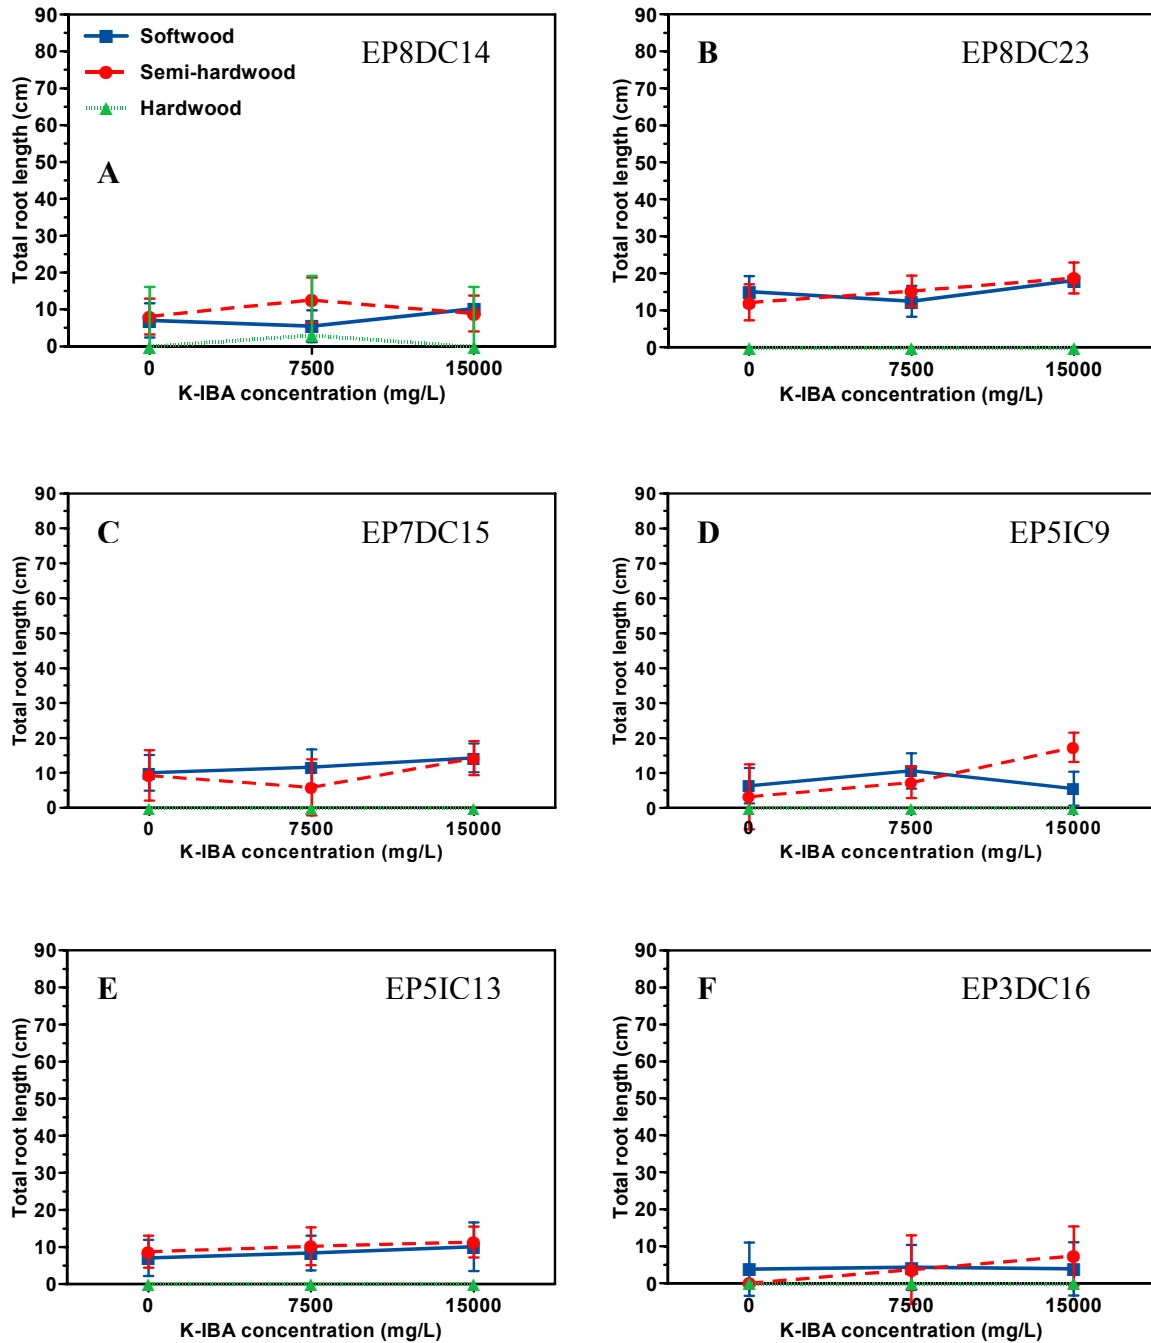 90
80
70
60
50
40
30
20
10
0
Total root length (cm)
Softwood
Semi-hardwood
Hardwood
EP8DC14
A
0 7500 15000
K-IBA concentration (mg/L)
90
80
70
60
50
40
30
20
10
0
Total root length (cm)
B
EP8DC23
0 7500 15000
K-IBA concentration (mg/L)
90
80
70
60
50
40
30
20
10
0
Total root length (cm)
C
EP7DC15
0 7500 15000
K-IBA concentration (mg/L)
90
80
70
60
50
40
30
20
10
0
Total root length (cm)
D
EP5IC9
0 7500 15000
K-IBA concentration (mg/L)
90
80
70
60
50
40
30
20
10
0
Total root length (cm)
E
EP5IC13
0 7500 15000
K-IBA concentration (mg/L)
90
80
70
60
50
40
30
20
10
0
Total root length (cm)
F
EP3DC16
0 7500 15000
K-IBA concentration (mg/L)